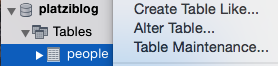 platziblog
Tables
people
Create Table Like...
Alter Table...
Table Maintenance...